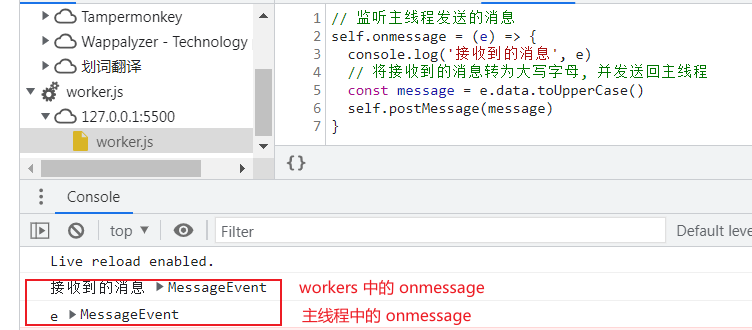 Tampermonkey
Wappalyzer - Technology
划词翻译
worker.js
127.0.0.1:5500
worker.js
1 // 监听主线程发送的消息
2 self.onmessage = (e) => {
3 console.log('接收到的消息', e)
4 // 将接收到的消息转为大写字母, 并发送回主线程
5 const message = e.data.toUpperCase()
6 self.postMessage(message)
7 }
{}
Console
top ▼ Filter Default leve
Live reload enabled.
接收到的消息 ▶MessageEvent workers 中的 onmessage
e ▶MessageEvent 主线程中的 onmessage